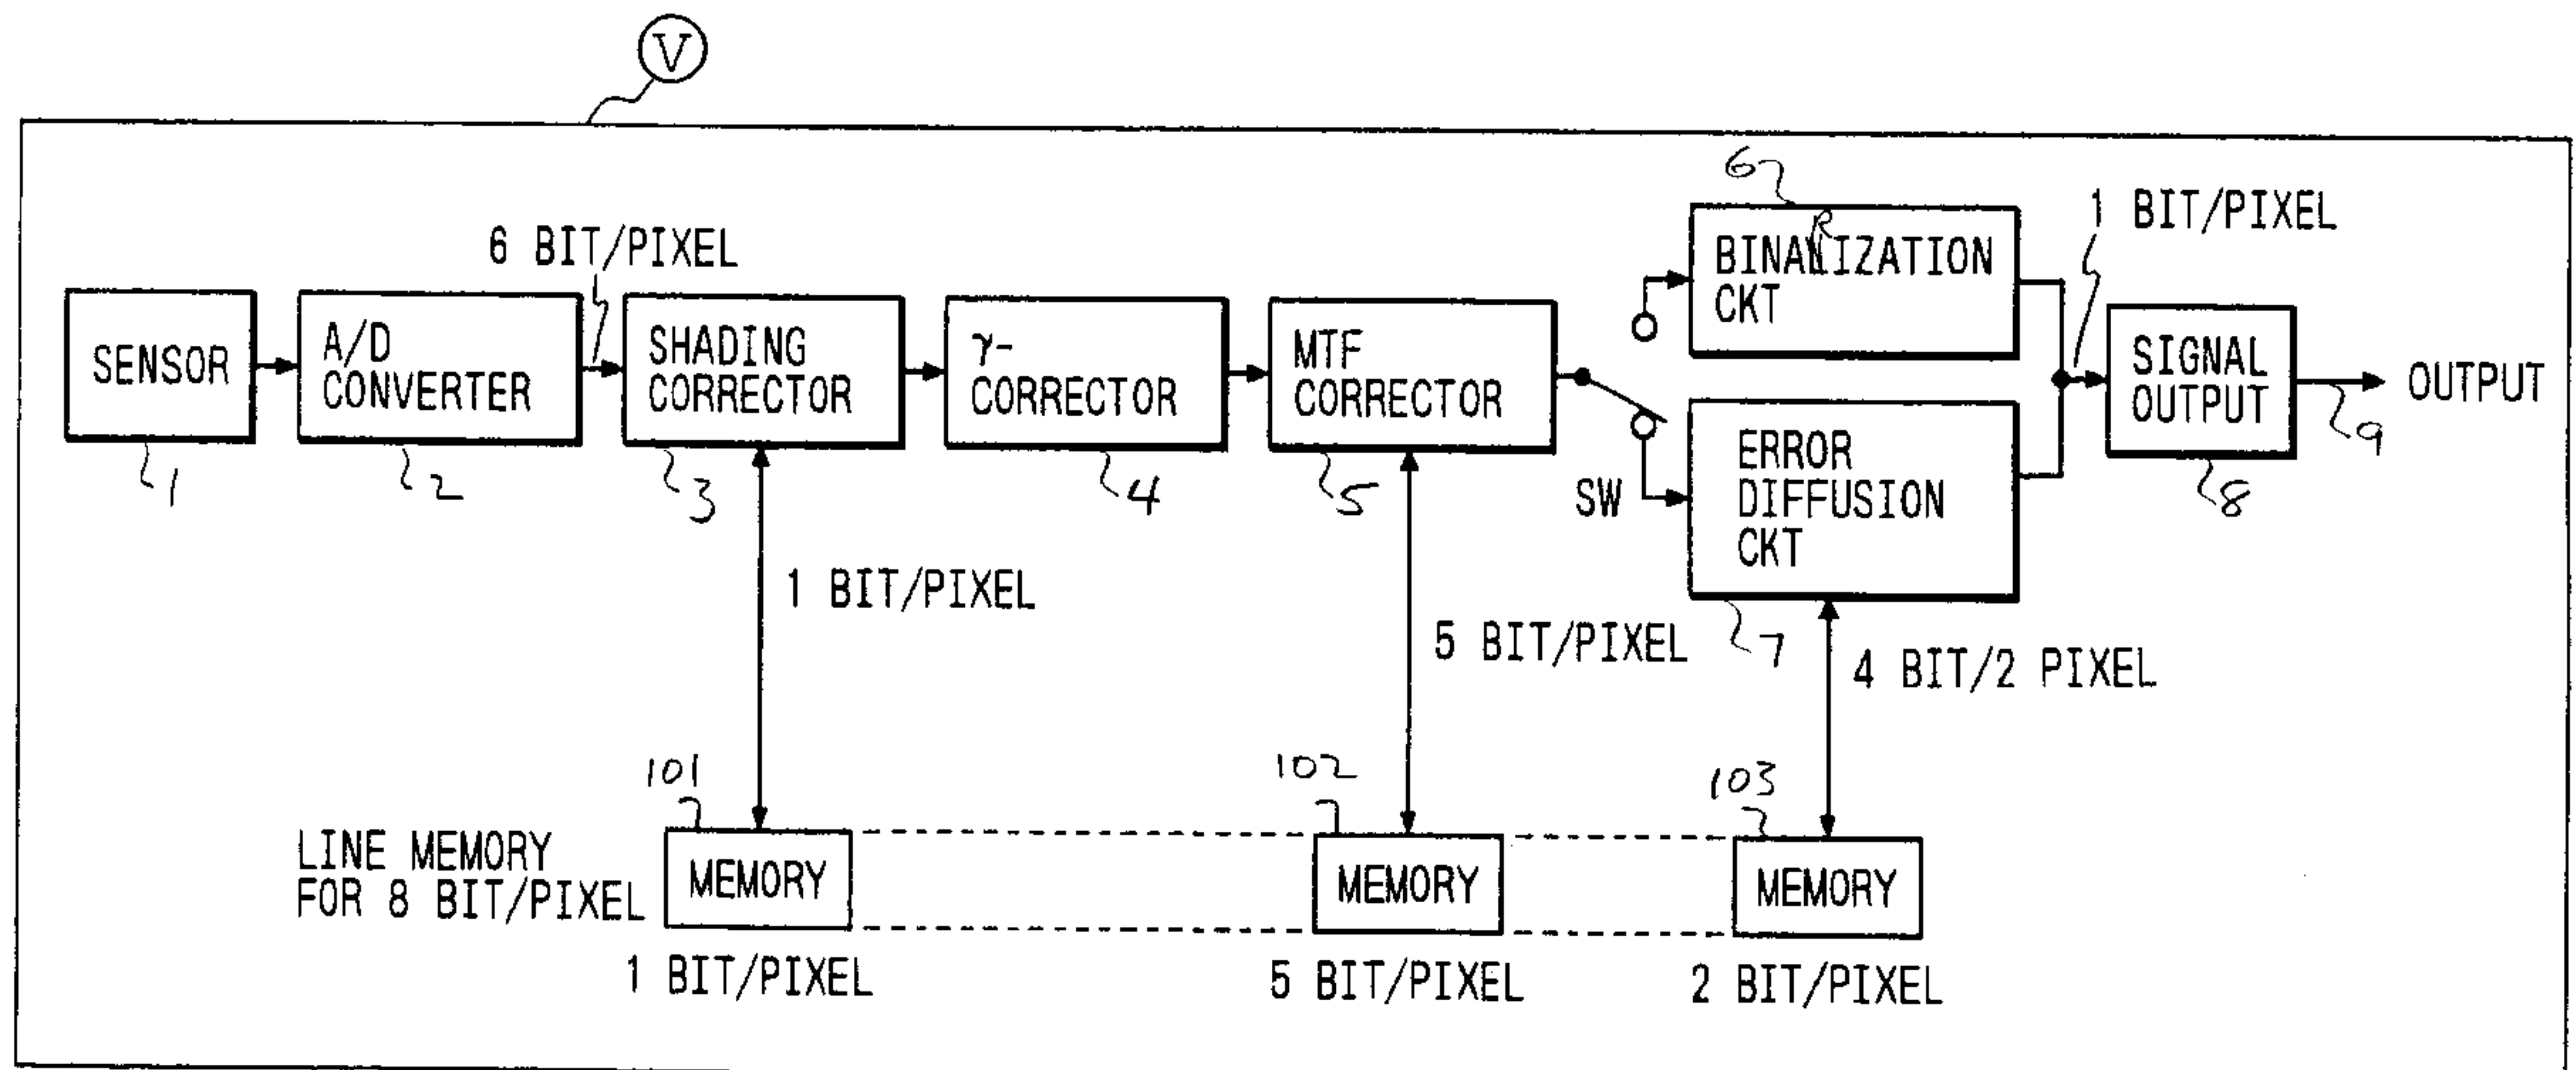 V
6
1 BIT/PIXEL
6 BIT/PIXEL
R
BINALIZATION
CKT
SENSOR
A/D
CONVERTER
SHADING
CORRECTOR
γ-
CORRECTOR
MTF
CORRECTOR
SIGNAL
OUTPUT
OUTPUT
ERROR
DIFFUSION
CKT
SW
1
2
3
4
5
7
8
9
1 BIT/PIXEL
5 BIT/PIXEL
4 BIT/2 PIXEL
101
102
103
LINE MEMORY
FOR 8 BIT/PIXEL
MEMORY
MEMORY
MEMORY
1 BIT/PIXEL
5 BIT/PIXEL
2 BIT/PIXEL